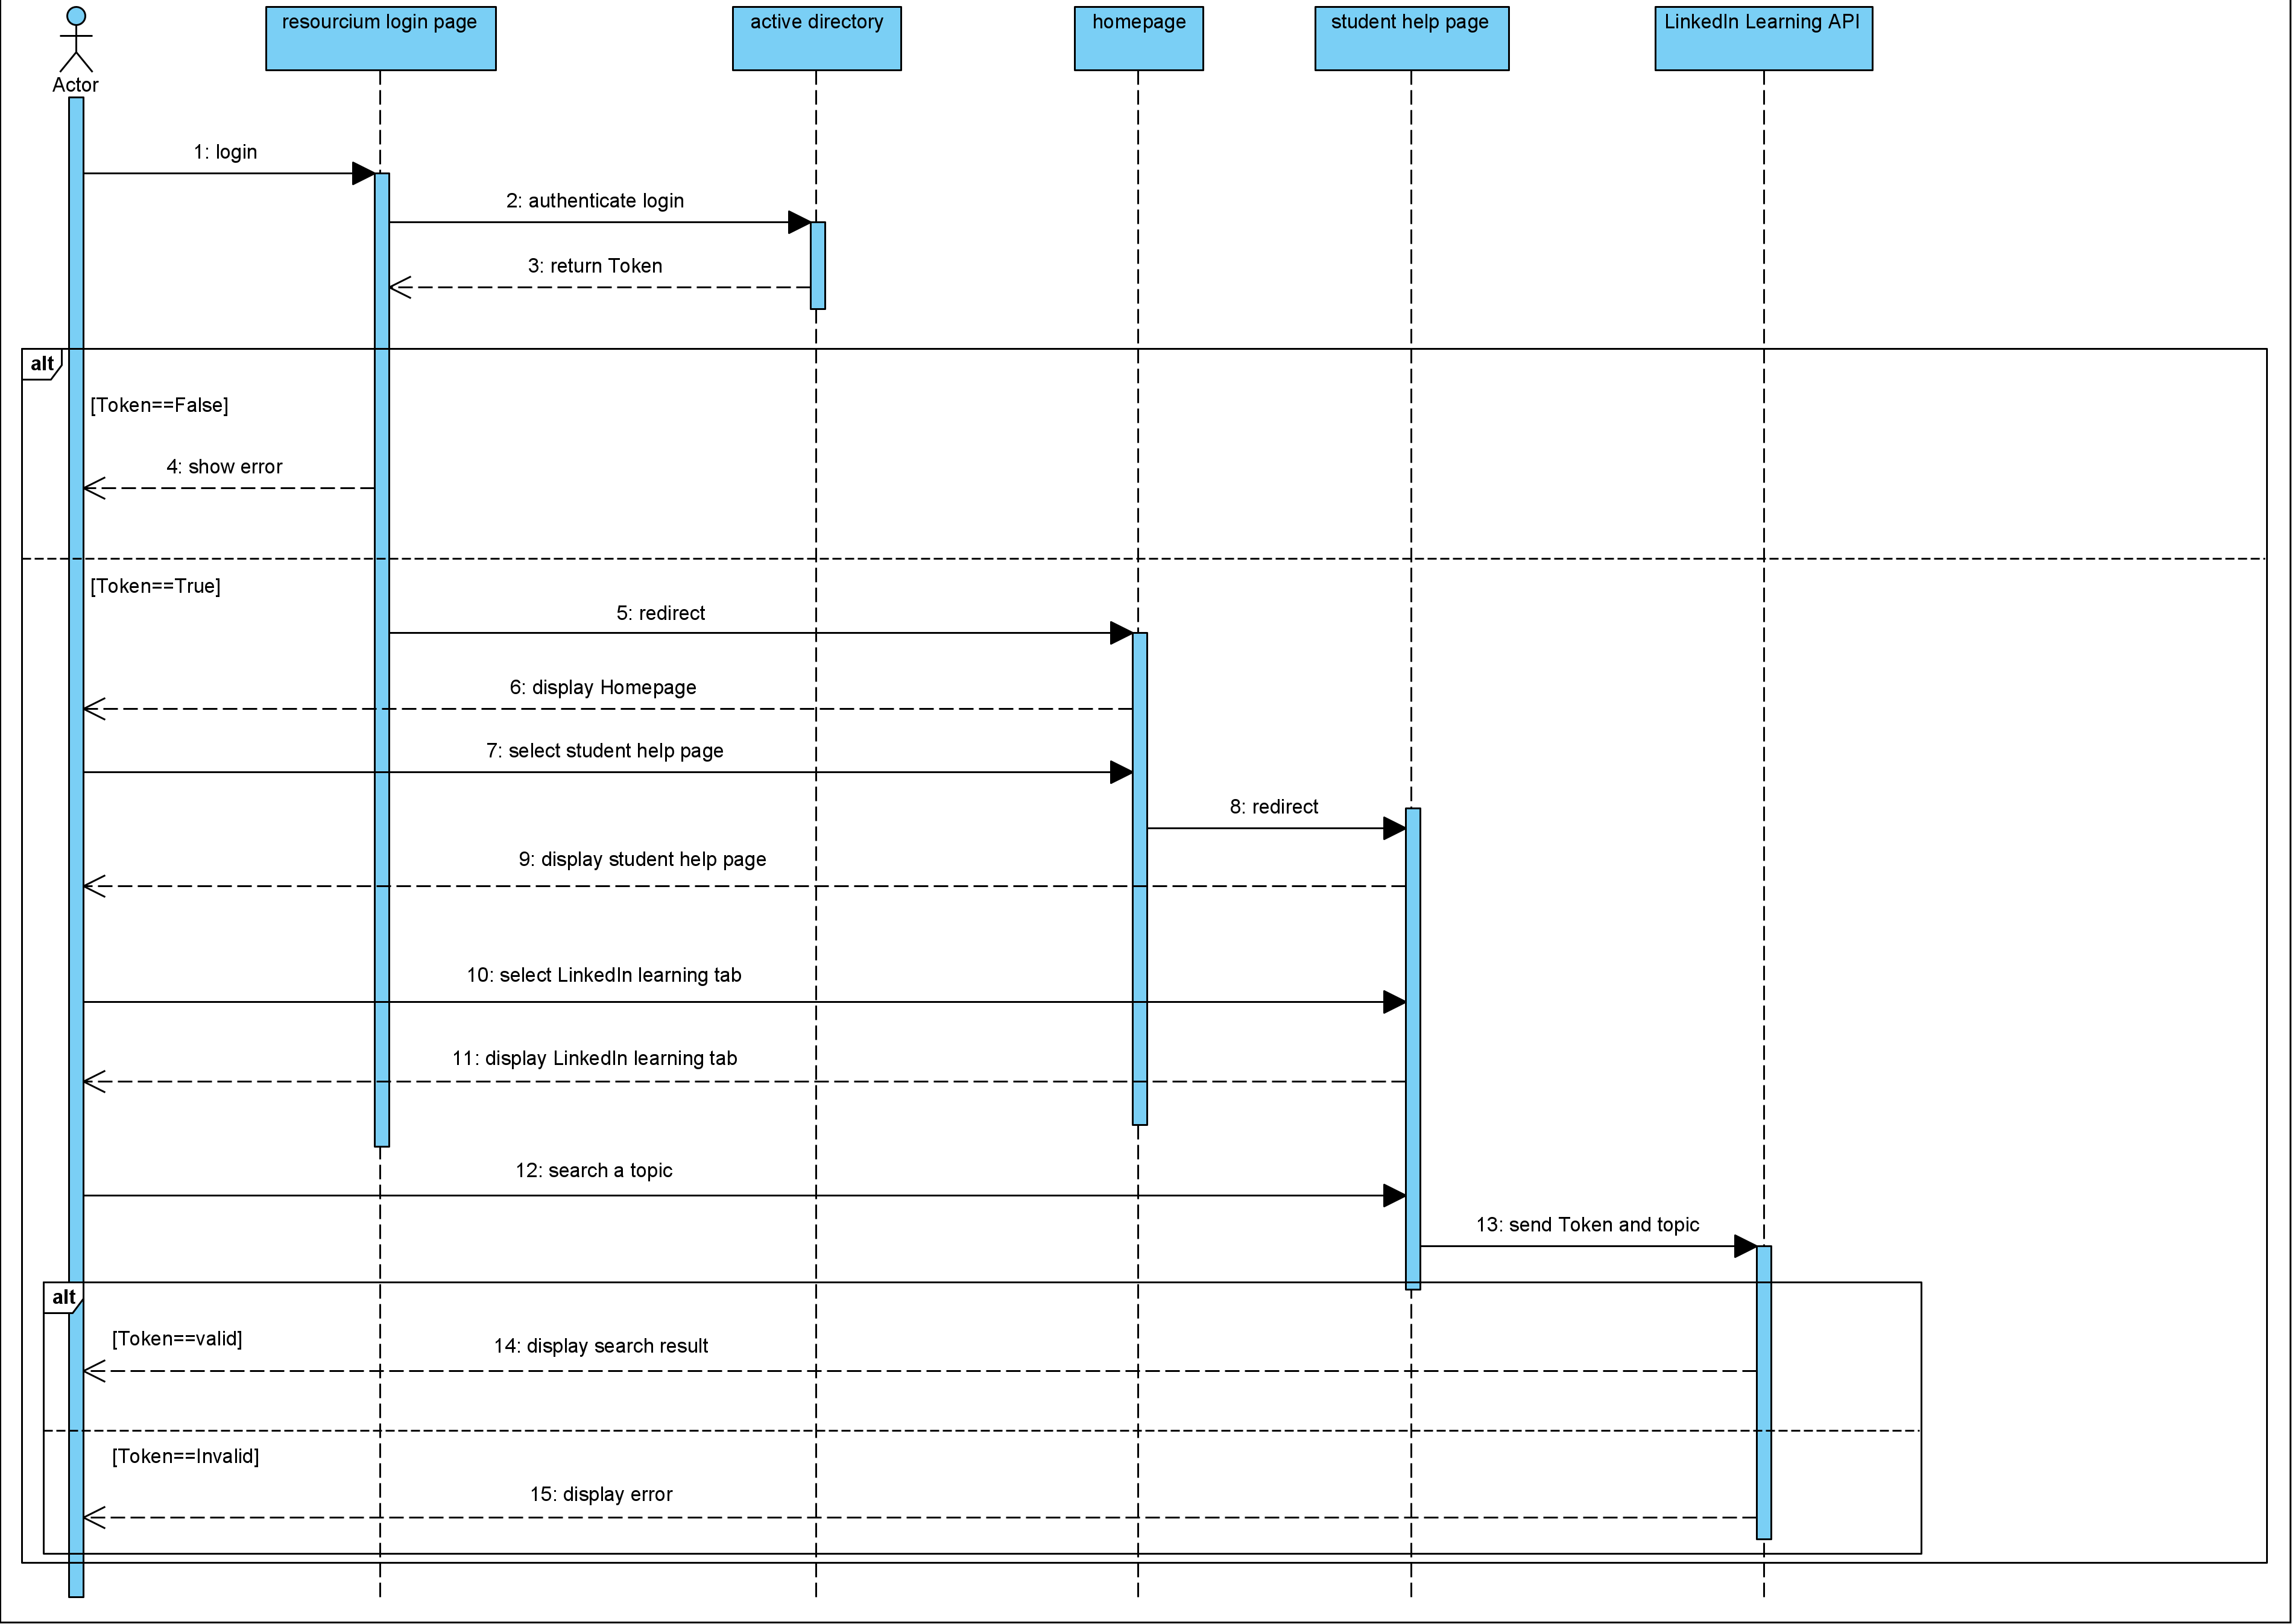 resourcium login page
active directory
homepage
student help page
LinkedIn Learning API
Actor
1: login
2: authenticate login
3: return Token
alt
[Token==False]
4: show error
[Token==True]
5: redirect
6: display Homepage
7: select student help page
8: redirect
9: display student help page
10: select LinkedIn learning tab
11: display LinkedIn learning tab
12: search a topic
13: send Token and topic
alt
[Token==valid]
14: display search result
[Token==Invalid]
15: display error